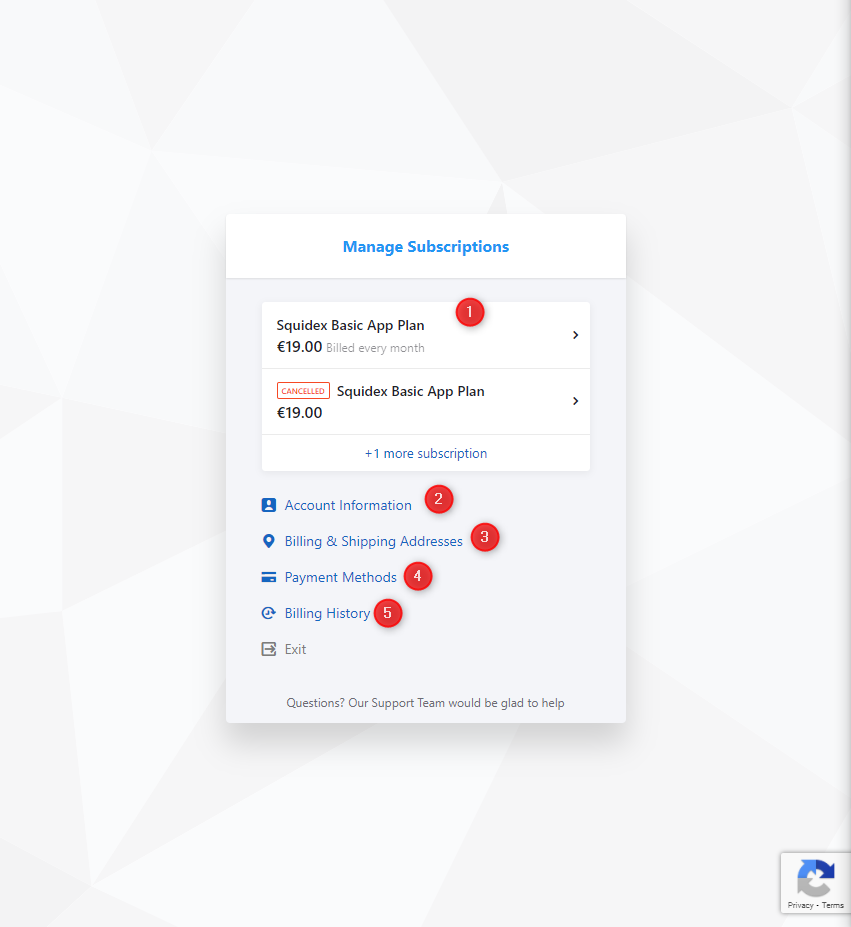 Manage Subscriptions
Squidex Basic App Plan
1
€19.00 Billed every month
CANCELLED Squidex Basic App Plan
€19.00
+1 more subscription
Account Information 2
Billing & Shipping Addresses 3
Payment Methods 4
Billing History 5
Exit
Questions? Our Support Team would be glad to help
Privacy - Terms